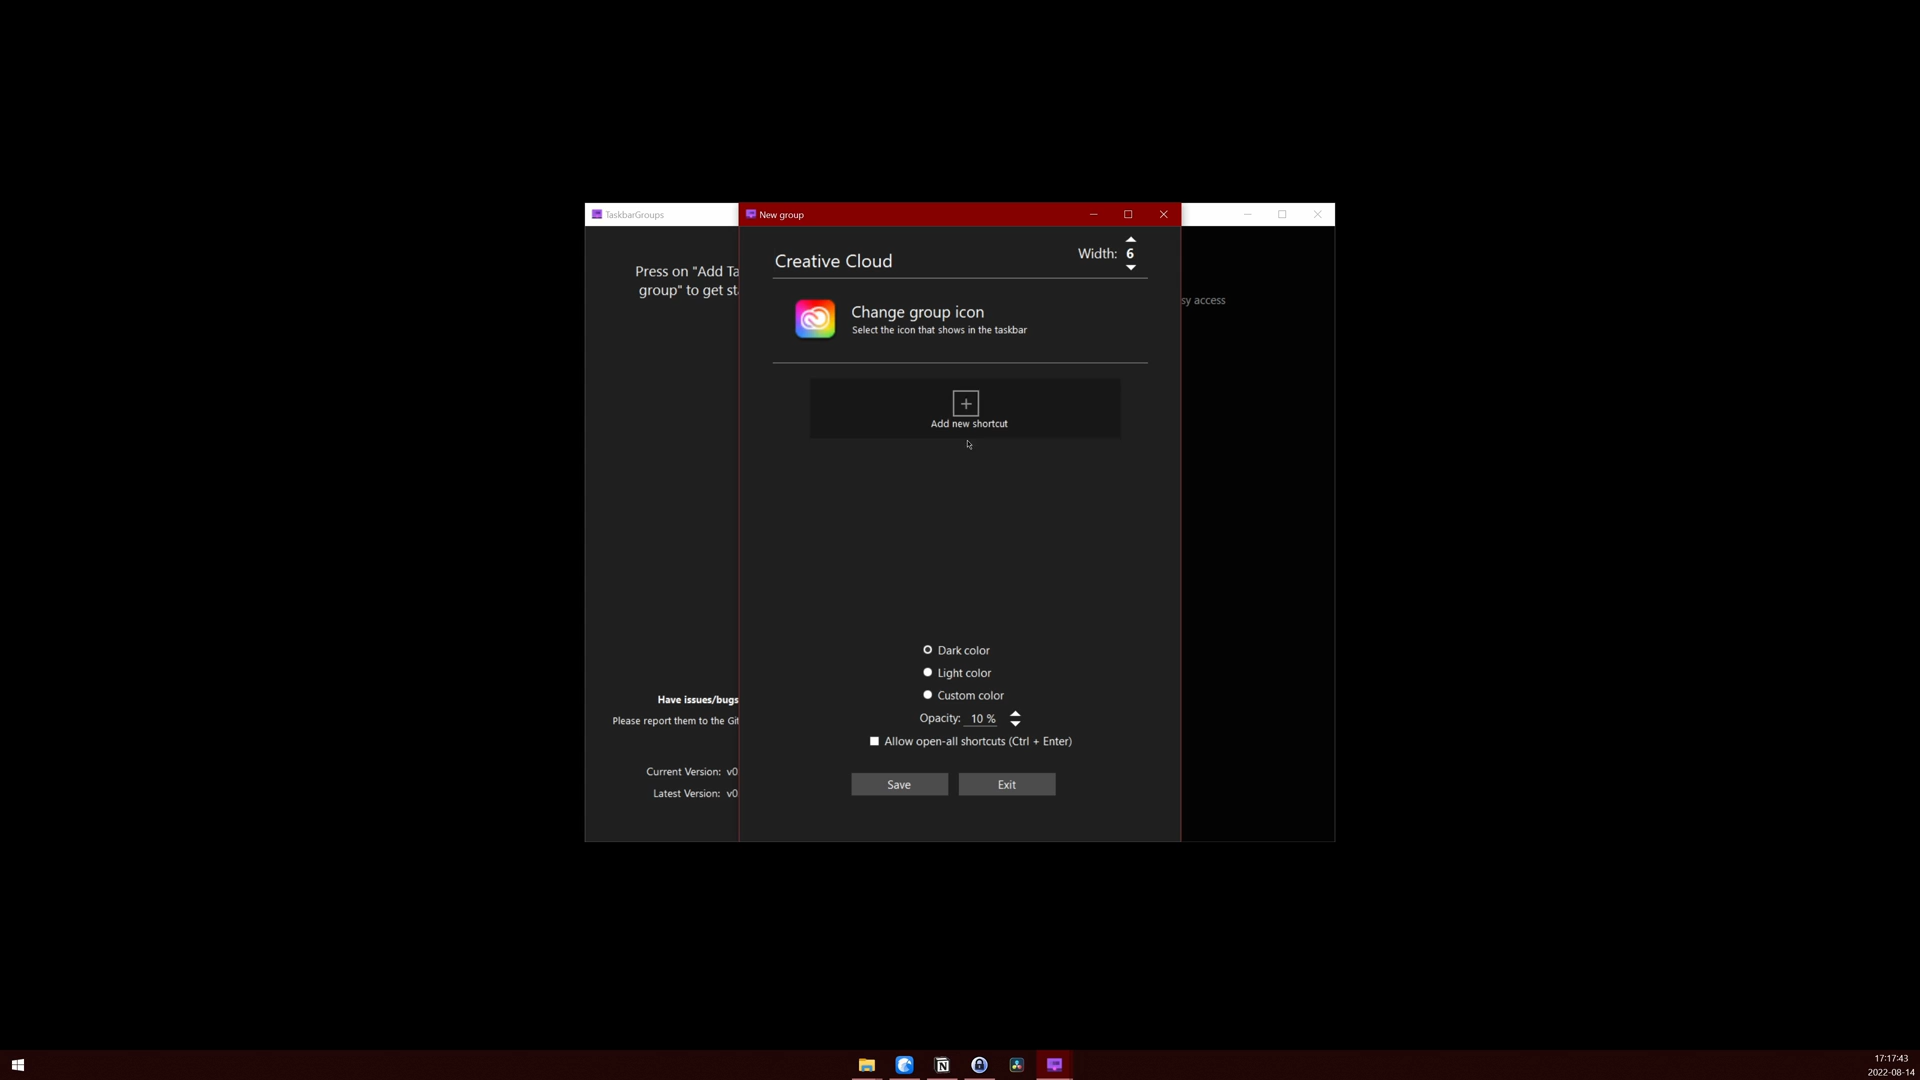 TaskbarGroups
New group
Press on "Add Ta
group" to get st
Creative Cloud
Width: 6
Change group icon
Select the icon that shows in the taskbar
sy access
Add new shortcut
Dark color
Light color
Custom color
Opacity: 10 %
Allow open-all shortcuts (Ctrl + Enter)
Save
Exit
Have issues/bugs
Please report them to the Git
Current Version: v0
Latest Version: v0
17:17:43
2022-08-14